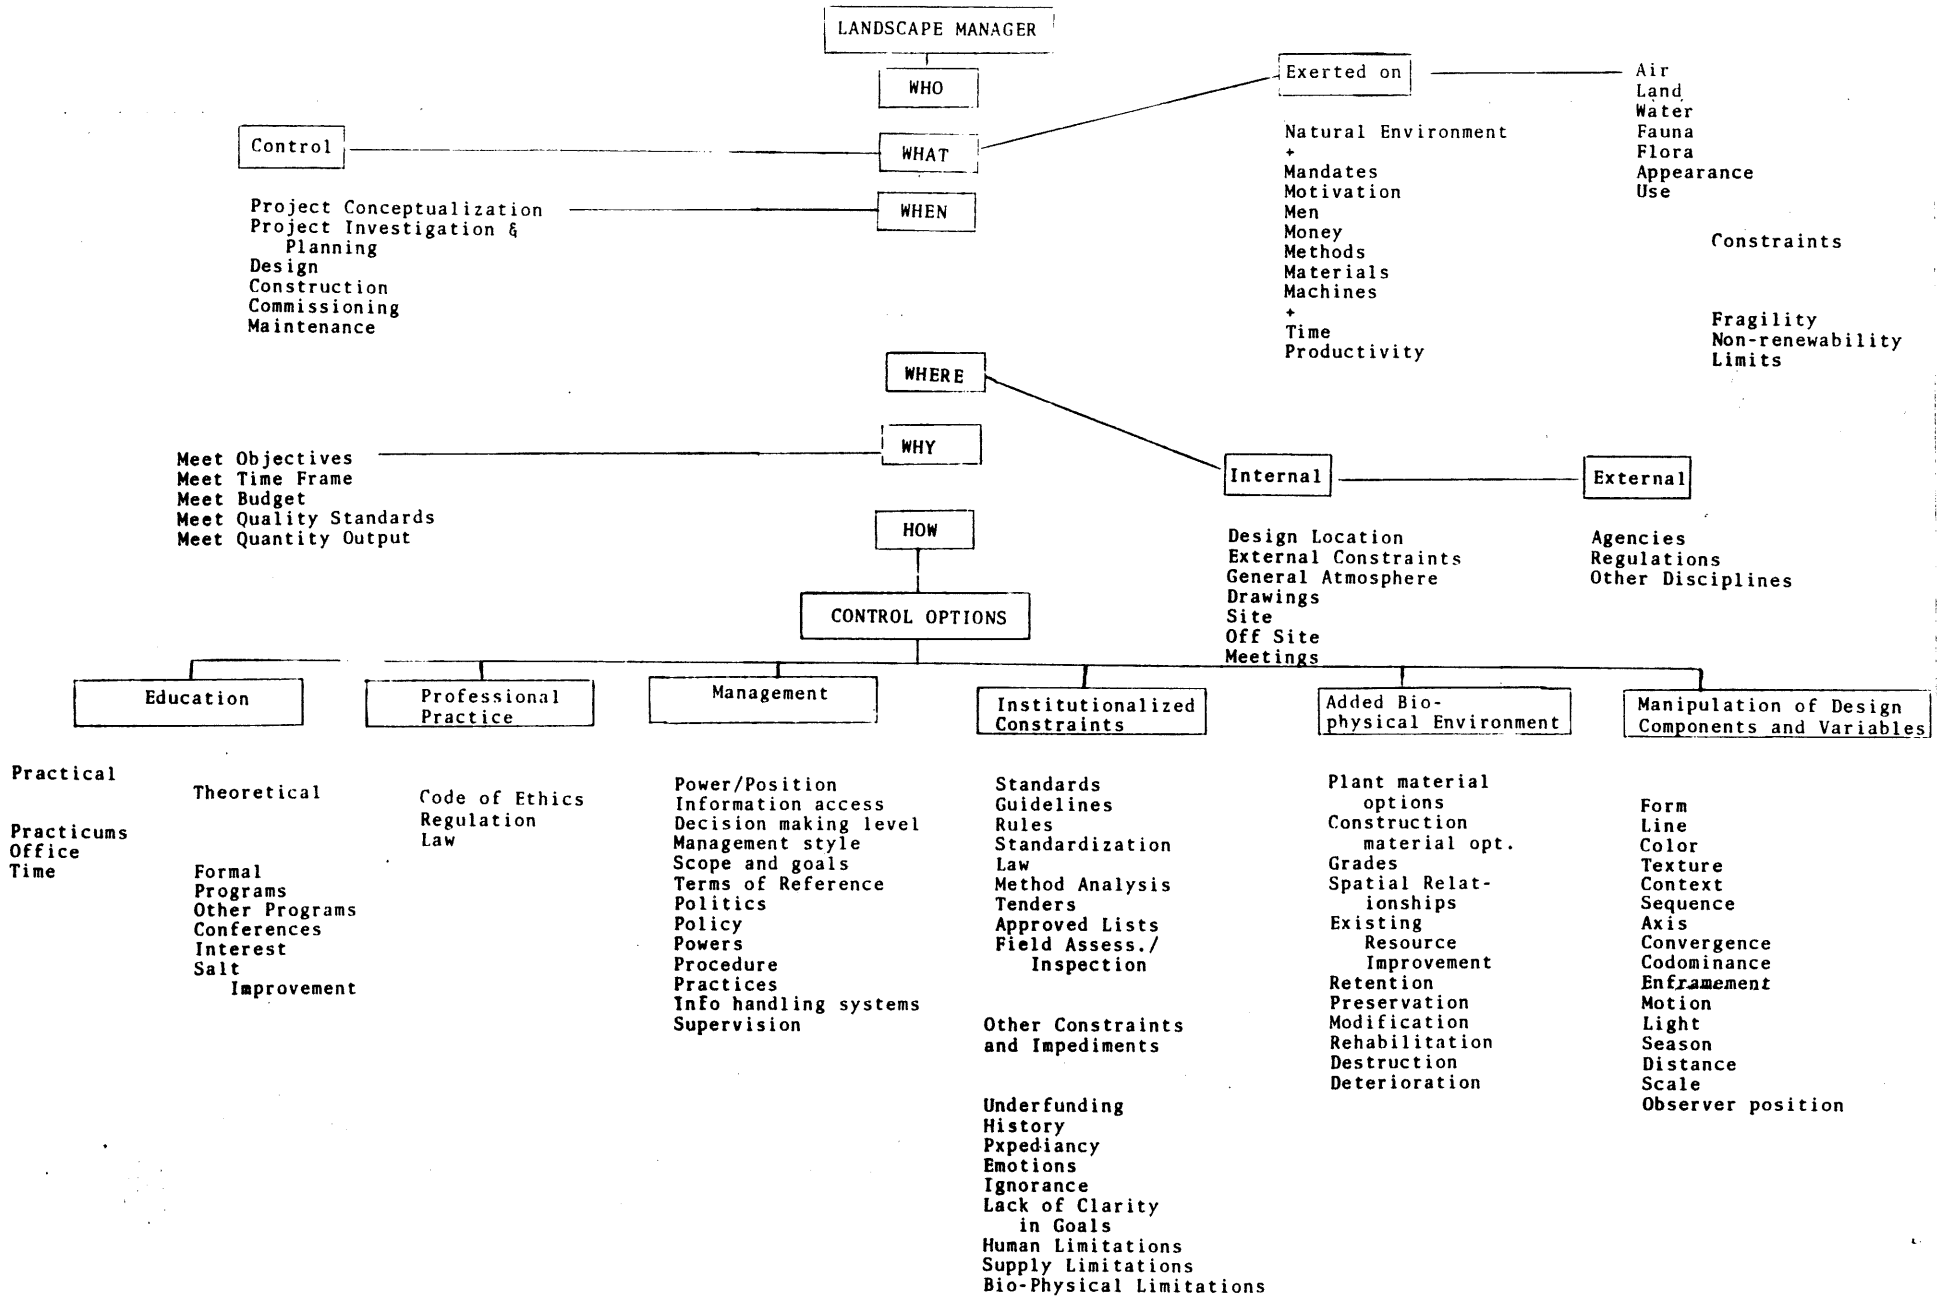 LANDSCAPE MANAGER
WHO
Exerted on
Air
Land
Water
Fauna
Flora
Appearance
Use
Control
WHAT
Natural Environment
+
Mandates
Motivation
Men
Money
Methods
Materials
Machines
+
Time
Productivity
Constraints
Fragility
Non-renewability
Limits
WHEN
Project Conceptualization
Project Investigation &
Planning
Design
Construction
Commissioning
Maintenance
WHERE
WHY
Meet Objectives
Meet Time Frame
Meet Budget
Meet Quality Standards
Meet Quantity Output
Internal
External
Design Location
External Constraints
General Atmosphere
Drawings
Site
Off Site
Meetings
Agencies
Regulations
Other Disciplines
HOW
CONTROL OPTIONS
Education
Practical
Practicums
Office
Time
Theoretical
Formal
Programs
Other Programs
Conferences
Interest
Salt
Improvement
Professional
Practice
Code of Ethics
Regulation
Law
Management
Power/Position
Information access
Decision making level
Management style
Scope and goals
Terms of Reference
Politics
Policy
Powers
Procedure
Practices
Info handling systems
Supervision
Institutionalized
Constraints
Standards
Guidelines
Rules
Standardization
Law
Method Analysis
Tenders
Approved Lists
Field Assess./
Inspection
Other Constraints
and Impediments
Underfunding
History
Pxpediancy
Emotions
Ignorance
Lack of Clarity
in Goals
Human Limitations
Supply Limitations
Bio-Physical Limitations
Added Bio-
physical Environment
Plant material
options
Construction
material opt.
Grades
Spatial Relat-
ionships
Existing
Resource
Improvement
Retention
Preservation
Modification
Rehabilitation
Destruction
Deterioration
Manipulation of Design
Components and Variables
Form
Line
Color
Texture
Context
Sequence
Axis
Convergence
Codominance
Enframement
Motion
Light
Season
Distance
Scale
Observer position